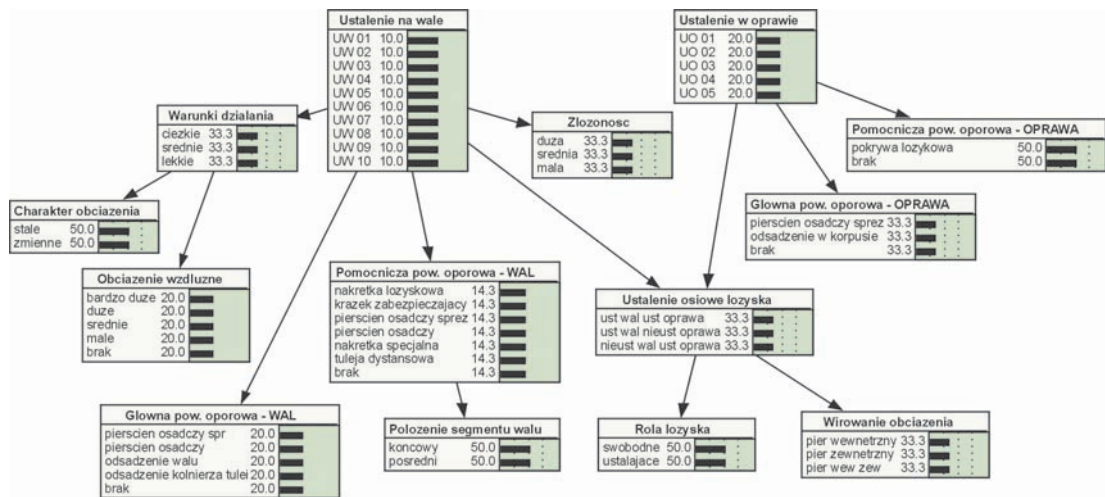 Ustalenie na wale
UW 01 10.0
UW 02 10.0
UW 03 10.0
UW 04 10.0
UW 05 10.0
UW 06 10.0
UW 07 10.0
UW 08 10.0
UW 09 10.0
UW 10 10.0
Ustalenie w oprawie
UO 01 20.0
UO 02 20.0
UO 03 20.0
UO 04 20.0
UO 05 20.0
Warunki dzialania
ciezkie 33.3
srednie 33.3
lekkie 33.3
Zlozonosc
duza 33.3
srednia 33.3
mala 33.3
Pomocnicza pow. oporowa - OPRAWA
pokrywa lozykowa 50.0
brak 50.0
Charakter obciazenia
stale 50.0
zmienne 50.0
Glowna pow. oporowa - OPRAWA
pierscien osadczy sprez 33.3
odsadzenie w korpusie 33.3
brak 33.3
Obciazenie wzdluzne
bardzo duze 20.0
duze 20.0
srednie 20.0
male 20.0
brak 20.0
Pomocnicza pow. oporowa - WAL
nakretka lozyskowa 14.3
krazek zabezpieczajacy 14.3
pierscien osadczy sprez 14.3
pierscien osadczy 14.3
nakretka specjalna 14.3
tuleja dystansowa 14.3
brak 14.3
Ustalenie osiowe lozyska
ust wal ust oprawa 33.3
ust wal nieust oprawa 33.3
nieust wal ust oprawa 33.3
Glowna pow. oporowa - WAL
pierscien osadczy spr 20.0
pierscien osadczy 20.0
odsadzenie walu 20.0
odsadzenie kolnierza tulei 20.0
brak 20.0
Polozenie segmentu walu
koncowy 50.0
posredni 50.0
Rola lozyska
swobodne 50.0
ustalajace 50.0
Wirowanie obciazenia
pier wewnetrzny 33.3
pier zewnetrzny 33.3
pier wew zew 33.3